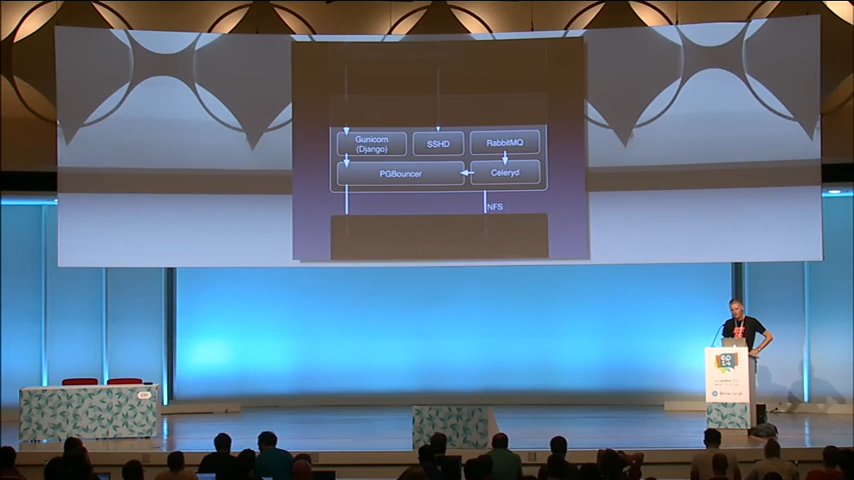 Gunicorn
(Django)
SSHD
RabbitMQ
PGBouncer
Celeryd
NFS